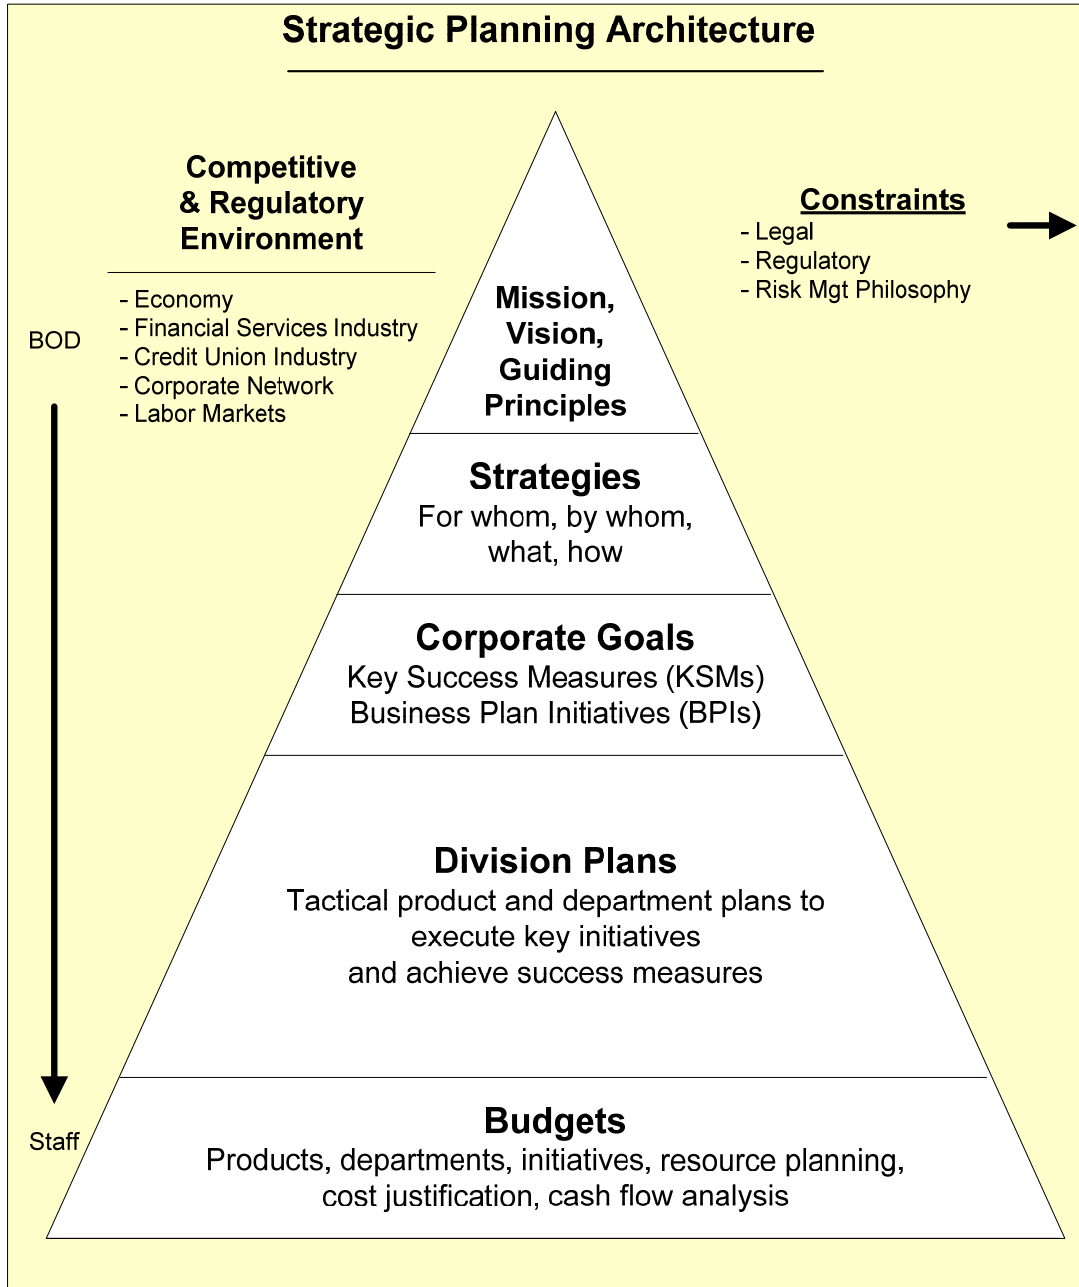 Strategic Planning Architecture
Competitive
& Regulatory
Environment
- Economy
- Financial Services Industry
- Credit Union Industry
- Corporate Network
- Labor Markets
Constraints
- Legal
- Regulatory
- Risk Mgt Philosophy
BOD
Staff
Mission,
Vision,
Guiding
Principles
Strategies
For whom, by whom,
what, how
Corporate Goals
Key Success Measures (KSMs)
Business Plan Initiatives (BPIs)
Division Plans
Tactical product and department plans to
execute key initiatives
and achieve success measures
Budgets
Products, departments, initiatives, resource planning,
cost justification, cash flow analysis